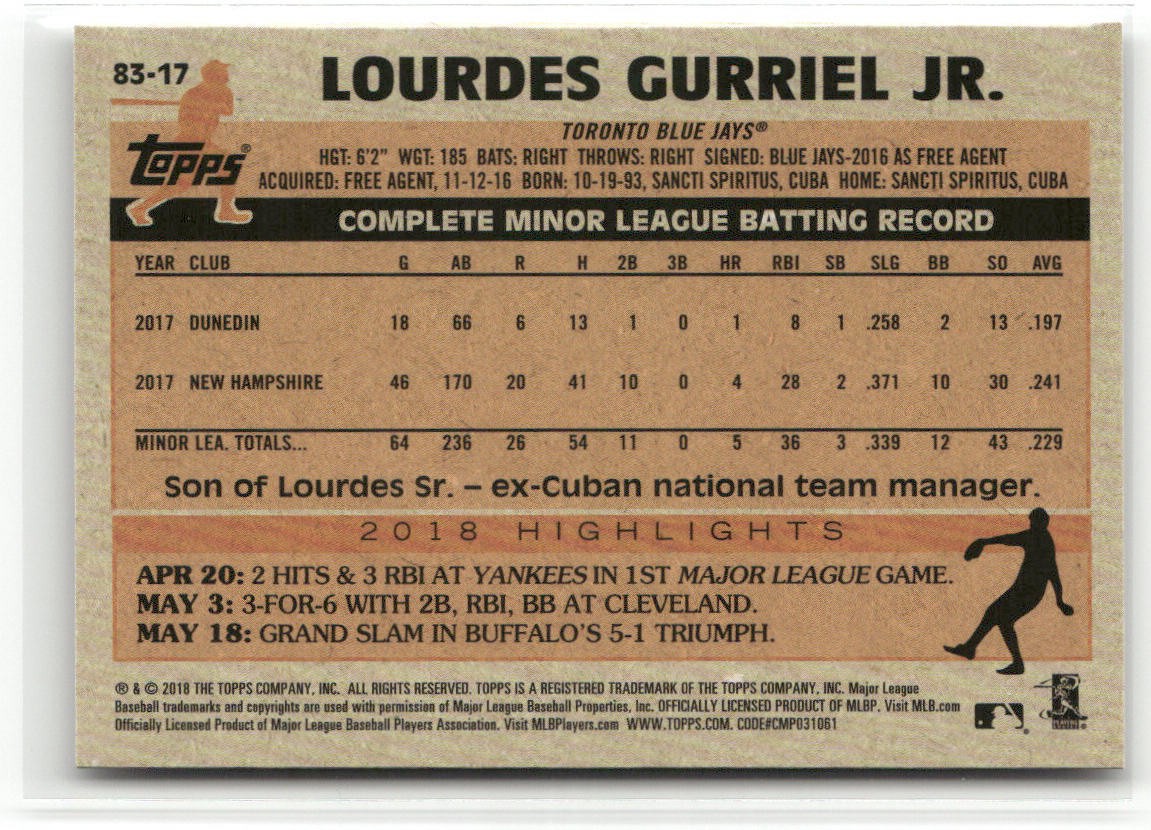 83-17
LOURDES GURRIEL JR.
TORONTO BLUE JAYS®
topps®
HGT: 6'2" WGT: 185 BATS: RIGHT THROWS: RIGHT SIGNED: BLUE JAYS-2016 AS FREE AGENT
ACQUIRED: FREE AGENT, 11-12-16 BORN: 10-19-93, SANCTI SPIRITUS, CUBA HOME: SANCTI SPIRITUS, CUBA
COMPLETE MINOR LEAGUE BATTING RECORD
YEAR CLUB G AB R H 2B 3B HR RBI SB SLG BB SO AVG
2017 DUNEDIN 18 66 6 13 1 0 1 8 1 .258 2 13 .197
2017 NEW HAMPSHIRE 46 170 20 41 10 0 4 28 2 .371 10 30 .241
MINOR LEA. TOTALS... 64 236 26 54 11 0 5 36 3 .339 12 43 .229
Son of Lourdes Sr. – ex-Cuban national team manager.
2018 HIGHLIGHTS
APR 20: 2 HITS & 3 RBI AT YANKEES IN 1ST MAJOR LEAGUE GAME.
MAY 3: 3-FOR-6 WITH 2B, RBI, BB AT CLEVELAND.
MAY 18: GRAND SLAM IN BUFFALO'S 5-1 TRIUMPH.
® & © 2018 THE TOPPS COMPANY, INC. ALL RIGHTS RESERVED. TOPPS IS A REGISTERED TRADEMARK OF THE TOPPS COMPANY, INC. Major League
Baseball trademarks and copyrights are used with permission of Major League Baseball Properties, Inc. OFFICIALLY LICENSED PRODUCT OF MLBP. Visit MLB.com
Officially Licensed Product of Major League Baseball Players Association. Visit MLBPlayers.com WWW.TOPPS.COM. CODE#CMP031061